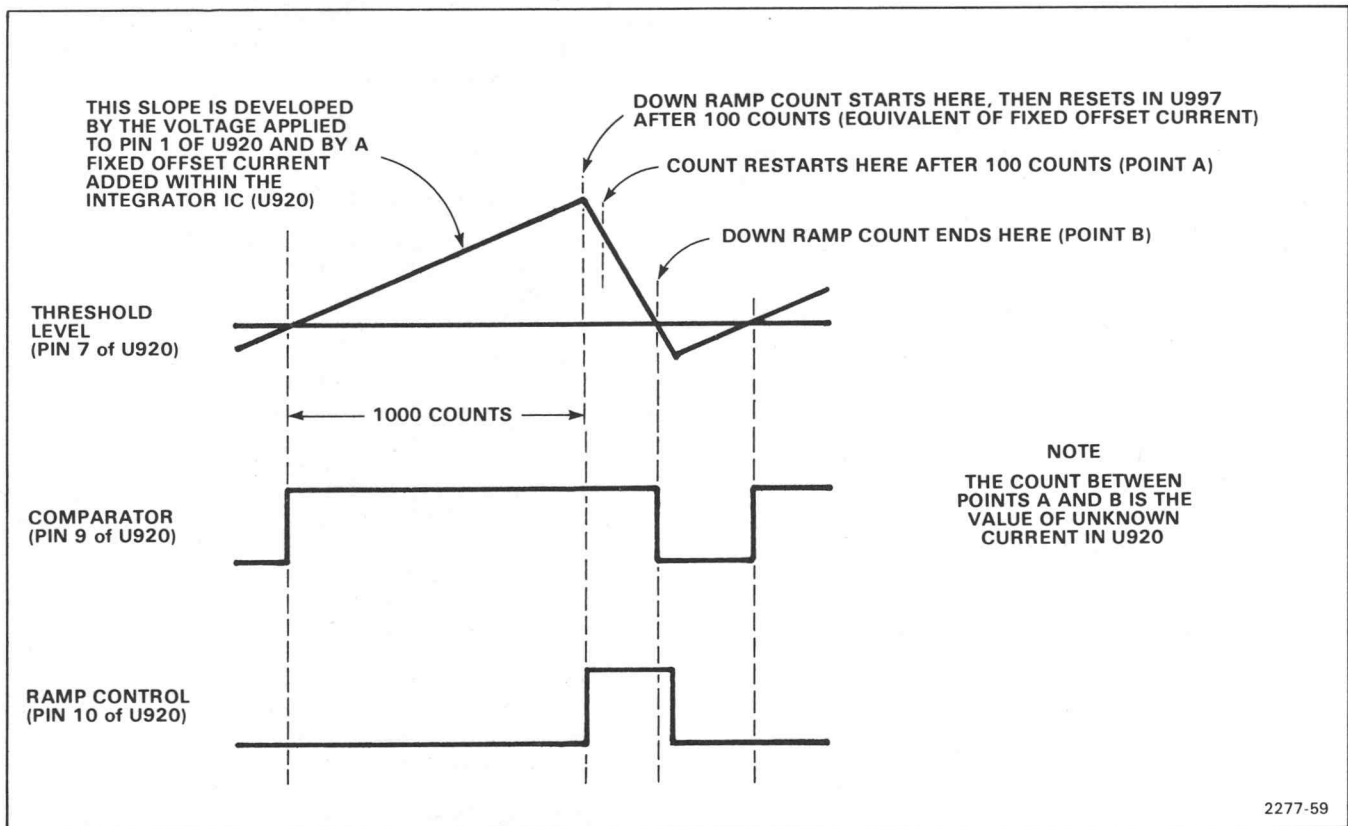 THIS SLOPE IS DEVELOPED
BY THE VOLTAGE APPLIED
TO PIN 1 OF U920 AND BY A
FIXED OFFSET CURRENT
ADDED WITHIN THE
INTEGRATOR IC (U920)
DOWN RAMP COUNT STARTS HERE, THEN RESETS IN U997
AFTER 100 COUNTS (EQUIVALENT OF FIXED OFFSET CURRENT)
COUNT RESTARTS HERE AFTER 100 COUNTS (POINT A)
DOWN RAMP COUNT ENDS HERE (POINT B)
THRESHOLD
LEVEL
(PIN 7 of U920)
1000 COUNTS
NOTE
THE COUNT BETWEEN
POINTS A AND B IS THE
VALUE OF UNKNOWN
CURRENT IN U920
COMPARATOR
(PIN 9 of U920)
RAMP CONTROL
(PIN 10 of U920)
2277-59